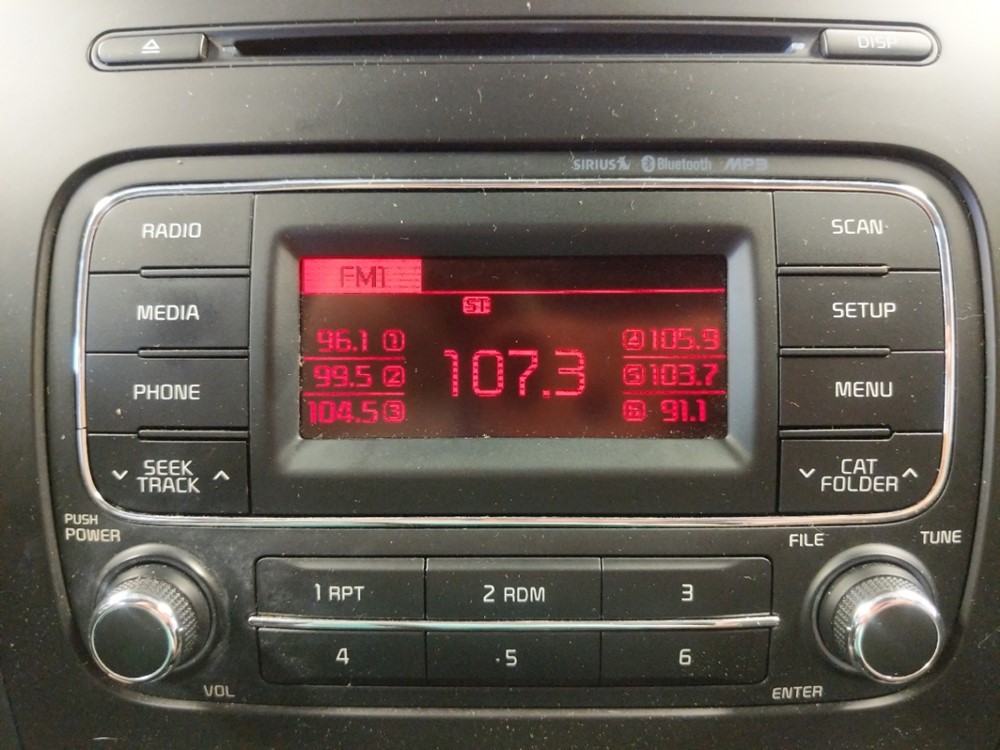 DISP
SIRIUS Bluetooth MP3
RADIO
MEDIA
PHONE
SEEK
TRACK
FM1
ST
96.1 1
99.5 2
104.5 3
107.3
4 105.9
5 103.7
6 91.1
SCAN
SETUP
MENU
CAT
FOLDER
PUSH
POWER
VOL
1 RPT
2 RDM
3
4
5
6
FILE
TUNE
ENTER